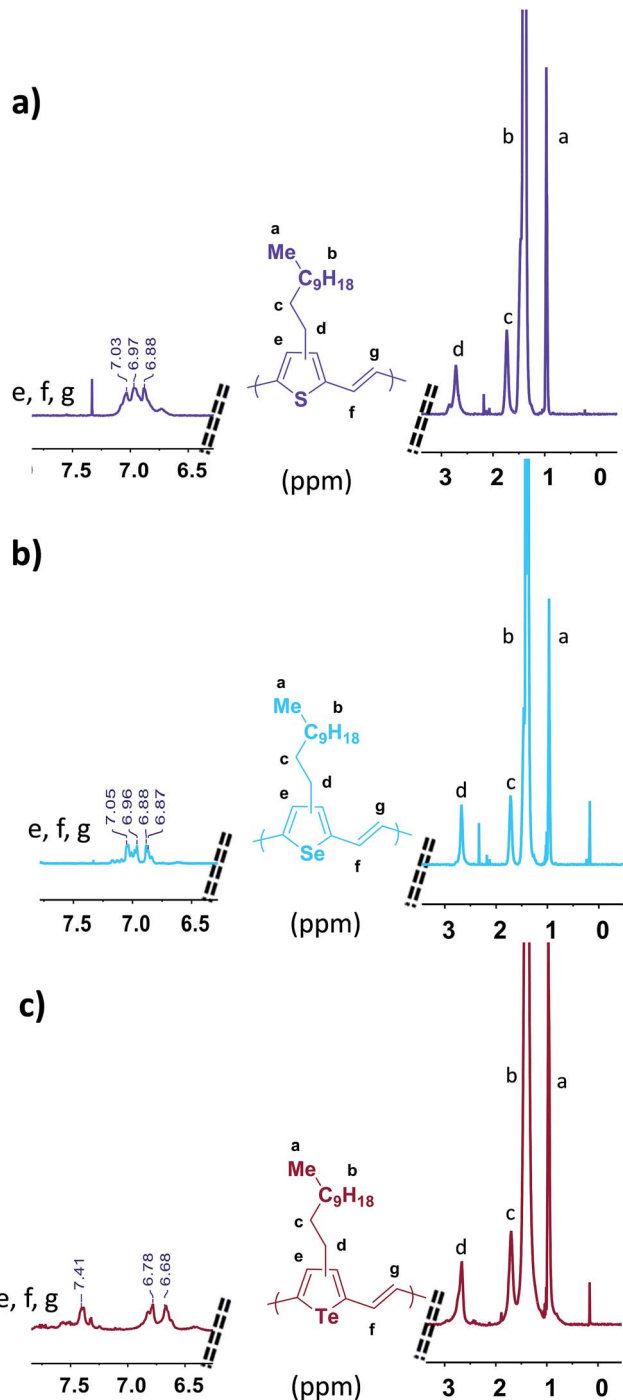 a)
b a
a
Me b
C9H18
c
d
e
g
S
f
c
d
7.03
6.97
6.88
e, f, g
7.5 7.0 6.5
(ppm)
3 2 1 0
b)
b a
a
Me b
C9H18
c
d
e
g
Se
f
c
d
7.05
6.96
6.88
6.87
e, f, g
7.5 7.0 6.5
(ppm)
3 2 1 0
c)
b a
a
Me b
C9H18
c
d
e
g
Te
f
c
d
7.41
6.78
6.68
e, f, g
7.5 7.0 6.5
(ppm)
3 2 1 0